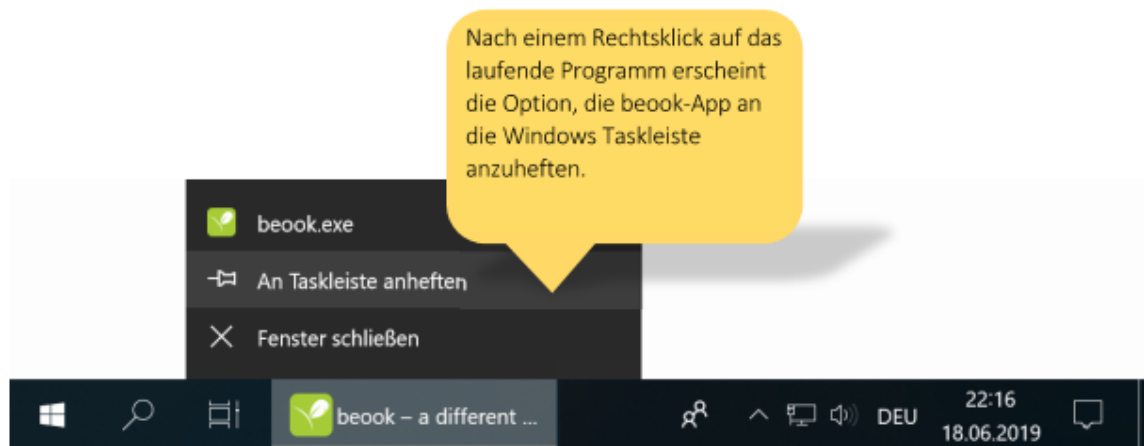 Nach einem Rechtsklick auf das
laufende Programm erscheint
die Option, die beook-App an
die Windows Taskleiste
anzuheften.
beook.exe
An Taskleiste anheften
Fenster schließen
beook – a different ...
DEU
22:16
18.06.2019